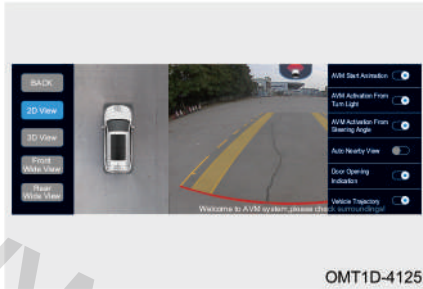 BACK
2D View
3D View
Front
Wide View
Rear
Wide View
AVM Start Animation
AVM Activation From
Turn Light
AVM Activation From
Steering Angle
Auto Nearby View
Door Opening
Indication
Vehicle Trajectory
Welcome to AVM system,please check surroundings!
OMT1D-4125